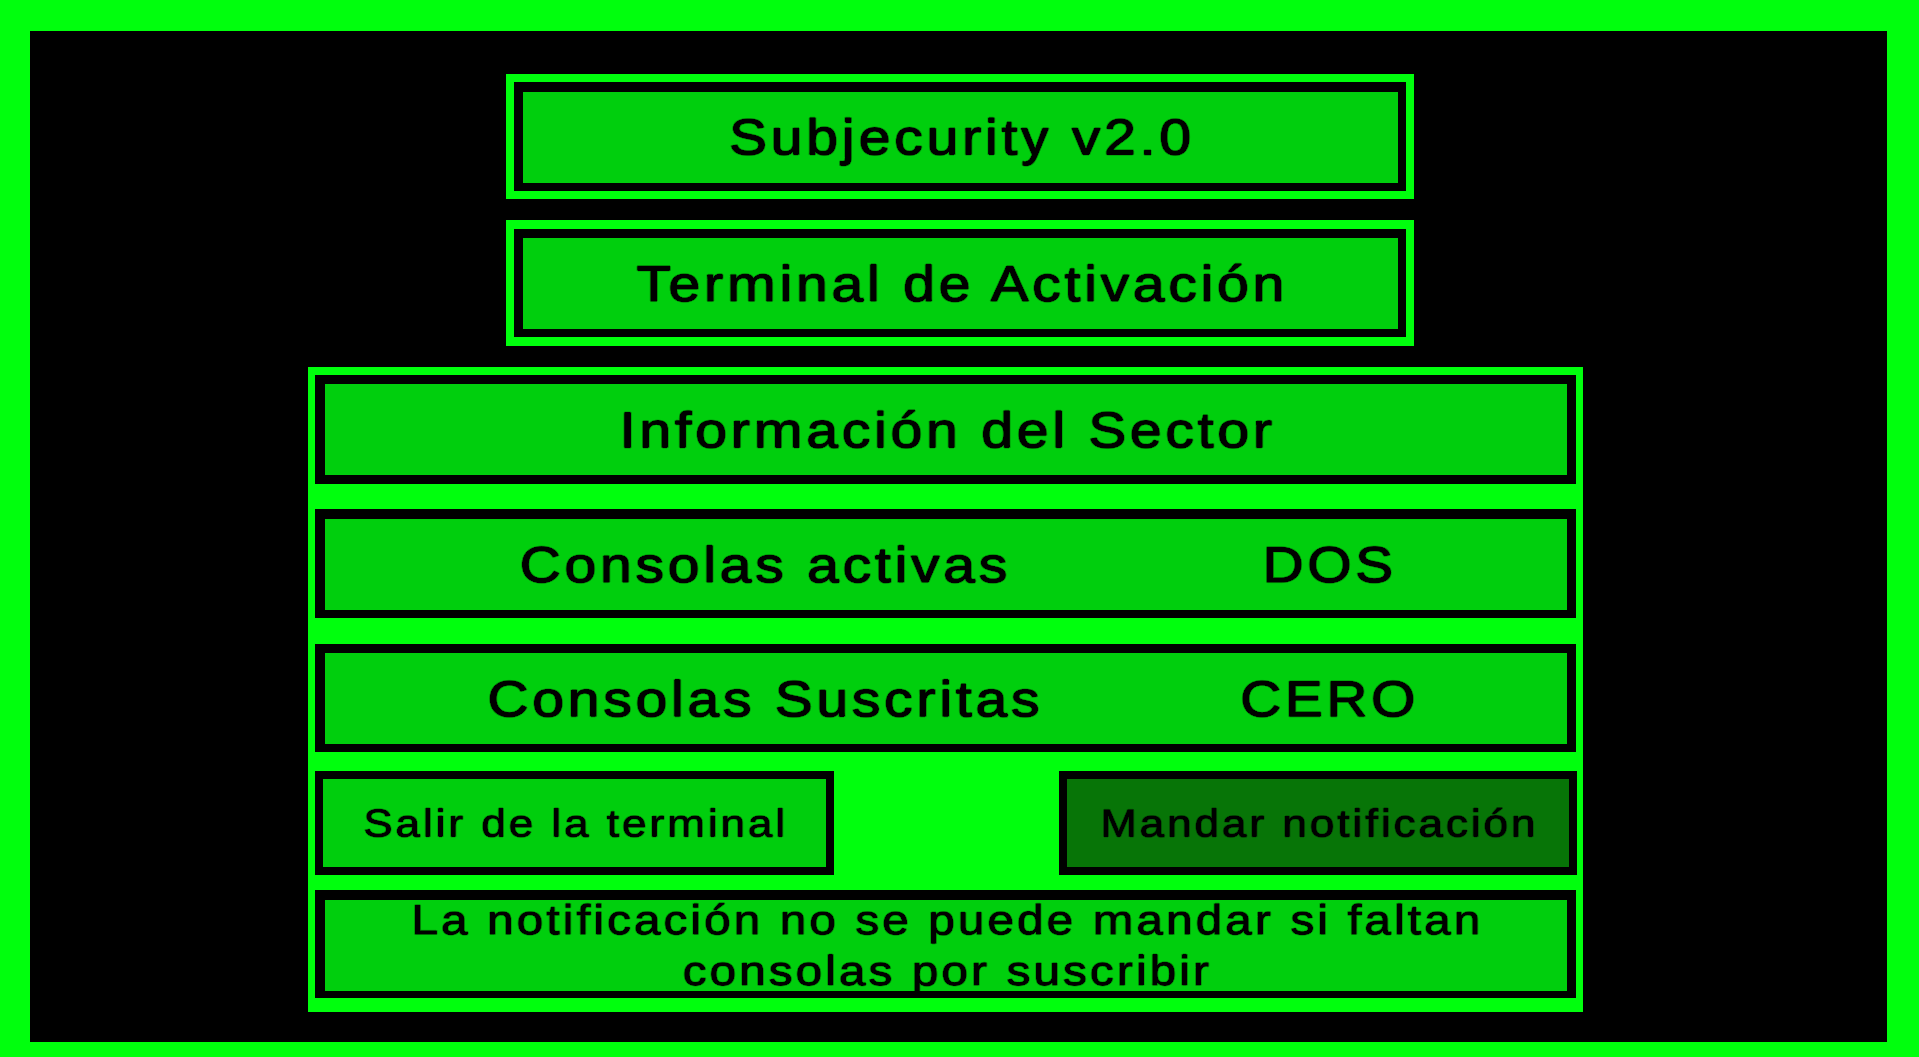 Subjecurity v2.0
Terminal de Activación
Información del Sector
Consolas activas DOS
Consolas Suscritas CERO
Salir de la terminal Mandar notificación
La notificación no se puede mandar si faltan
consolas por suscribir